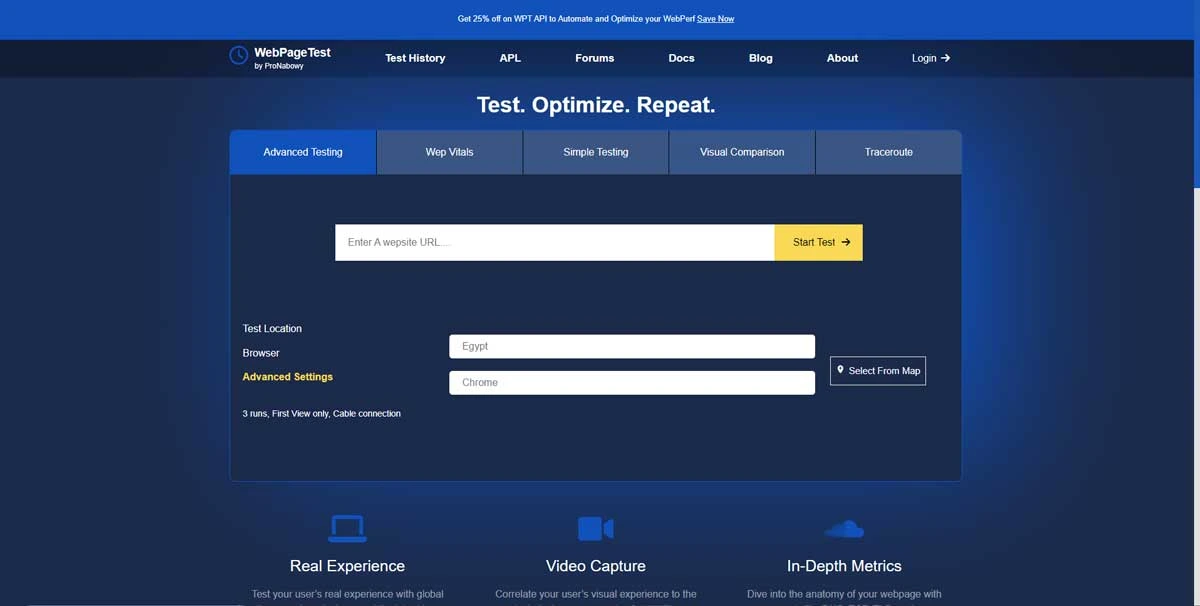 Get 25% off on WPT API to Automate and Optimize your WebPerf Save Now
WebPageTest
by ProNabowy
Test History
APL
Forums
Docs
Blog
About
Login
Test. Optimize. Repeat.
Advanced Testing
Wep Vitals
Simple Testing
Visual Comparison
Traceroute
Enter A wepsite URL....
Start Test
Test Location
Browser
Advanced Settings
3 runs, First View only, Cable connection
Egypt
Chrome
Select From Map
Real Experience
Test your user's real experience with global
Video Capture
Correlate your user's visual experience to the
In-Depth Metrics
Dive into the anatomy of your webpage with